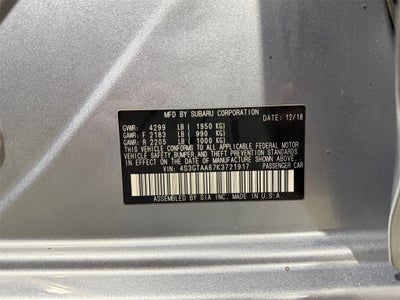 MFD BY SUBARU CORPORATION
GVWR: 4299 LB ( 1950 KG) DATE: 12/18
GAWR: F 2183 LB ( 990 KG)
GAWR: R 2205 LB ( 1000 KG)
THIS VEHICLE CONFORMS TO ALL APPLICABLE FEDERAL MOTOR
VEHICLE SAFETY, BUMPER AND THEFT PREVENTION STANDARDS
IN EFFECT ON THE DATE OF MANUFACTURE SHOWN ABOVE
VIN: 4S3GTAA67K3721917 PASSENGER CAR
ASSEMBLED BY SIA INC. MADE IN U.S.A.